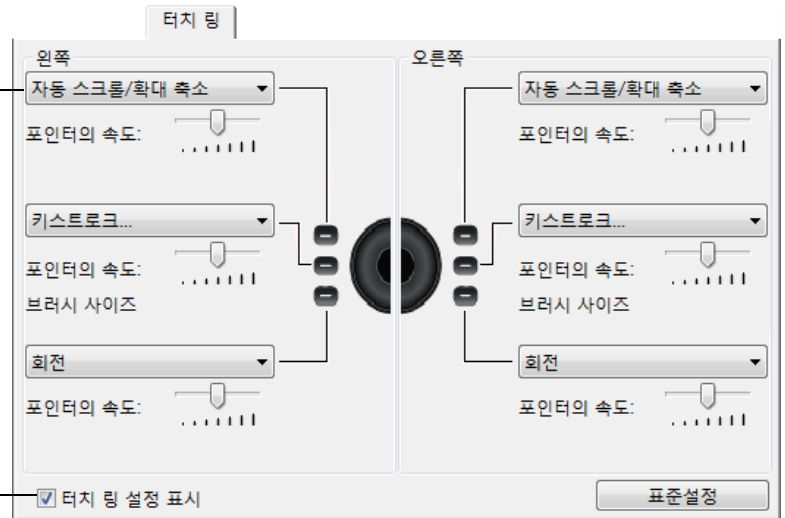 터치 링
왼쪽
자동 스크롤/확대 축소
포인터의 속도:
키스트로크...
포인터의 속도:
브러시 사이즈
회전
포인터의 속도:
오른쪽
자동 스크롤/확대 축소
포인터의 속도:
키스트로크...
포인터의 속도:
브러시 사이즈
회전
포인터의 속도:
터치 링 설정 표시
표준설정